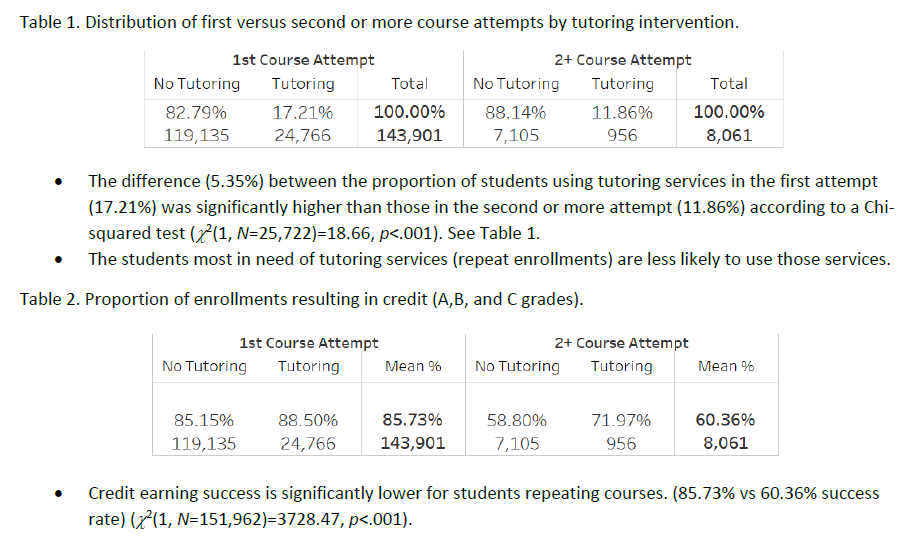 Table 1. Distribution of first versus second or more course attempts by tutoring intervention.
1st Course Attempt 2+ Course Attempt
No Tutoring Tutoring Total No Tutoring Tutoring Total
82.79% 17.21% 100.00% 88.14% 11.86% 100.00%
119,135 24,766 143,901 7,105 956 8,061
• The difference (5.35%) between the proportion of students using tutoring services in the first attempt
(17.21%) was significantly higher than those in the second or more attempt (11.86%) according to a Chi-
squared test (χ²(1, N=25,722)=18.66, p<.001). See Table 1.
• The students most in need of tutoring services (repeat enrollments) are less likely to use those services.
Table 2. Proportion of enrollments resulting in credit (A,B, and C grades).
1st Course Attempt 2+ Course Attempt
No Tutoring Tutoring Mean % No Tutoring Tutoring Mean %
85.15% 88.50% 85.73% 58.80% 71.97% 60.36%
119,135 24,766 143,901 7,105 956 8,061
• Credit earning success is significantly lower for students repeating courses. (85.73% vs 60.36% success
rate) (χ²(1, N=151,962)=3728.47, p<.001).